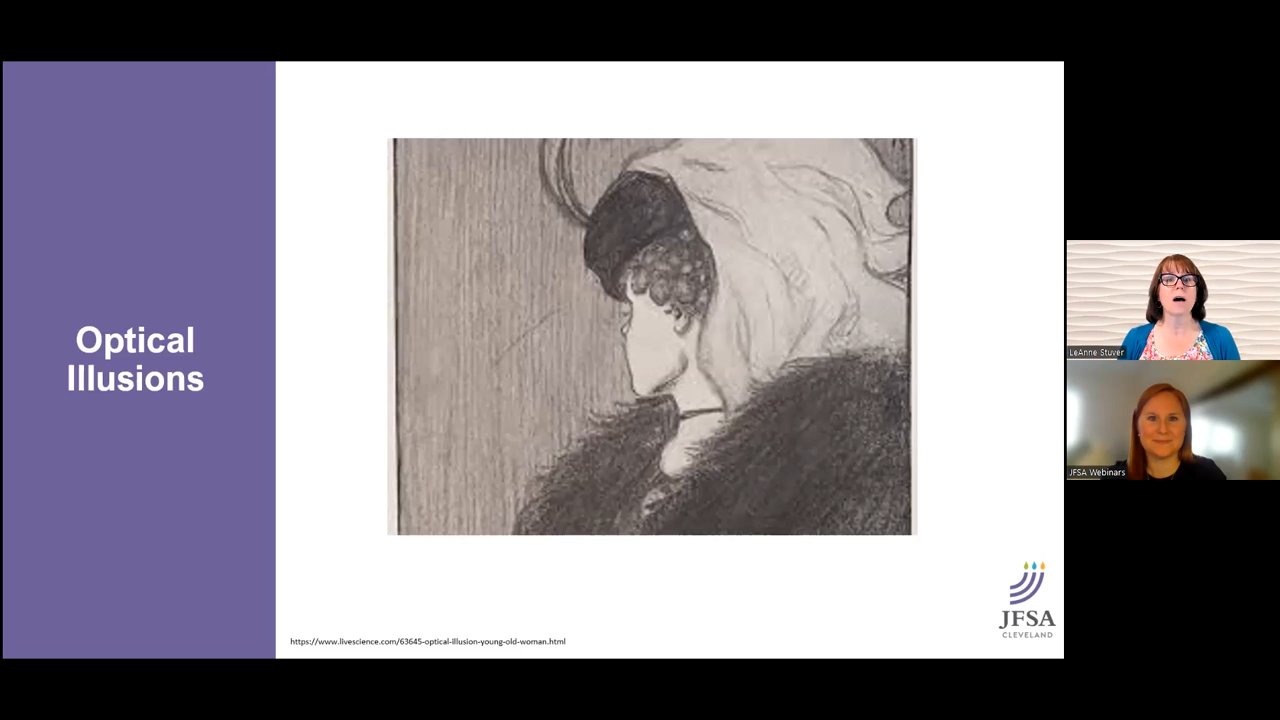 Optical
Illusions
https://www.livescience.com/63645-optical-illusion-young-old-woman.html
JFSA
CLEVELAND
LeAnne Stuver
JFSA Webinars